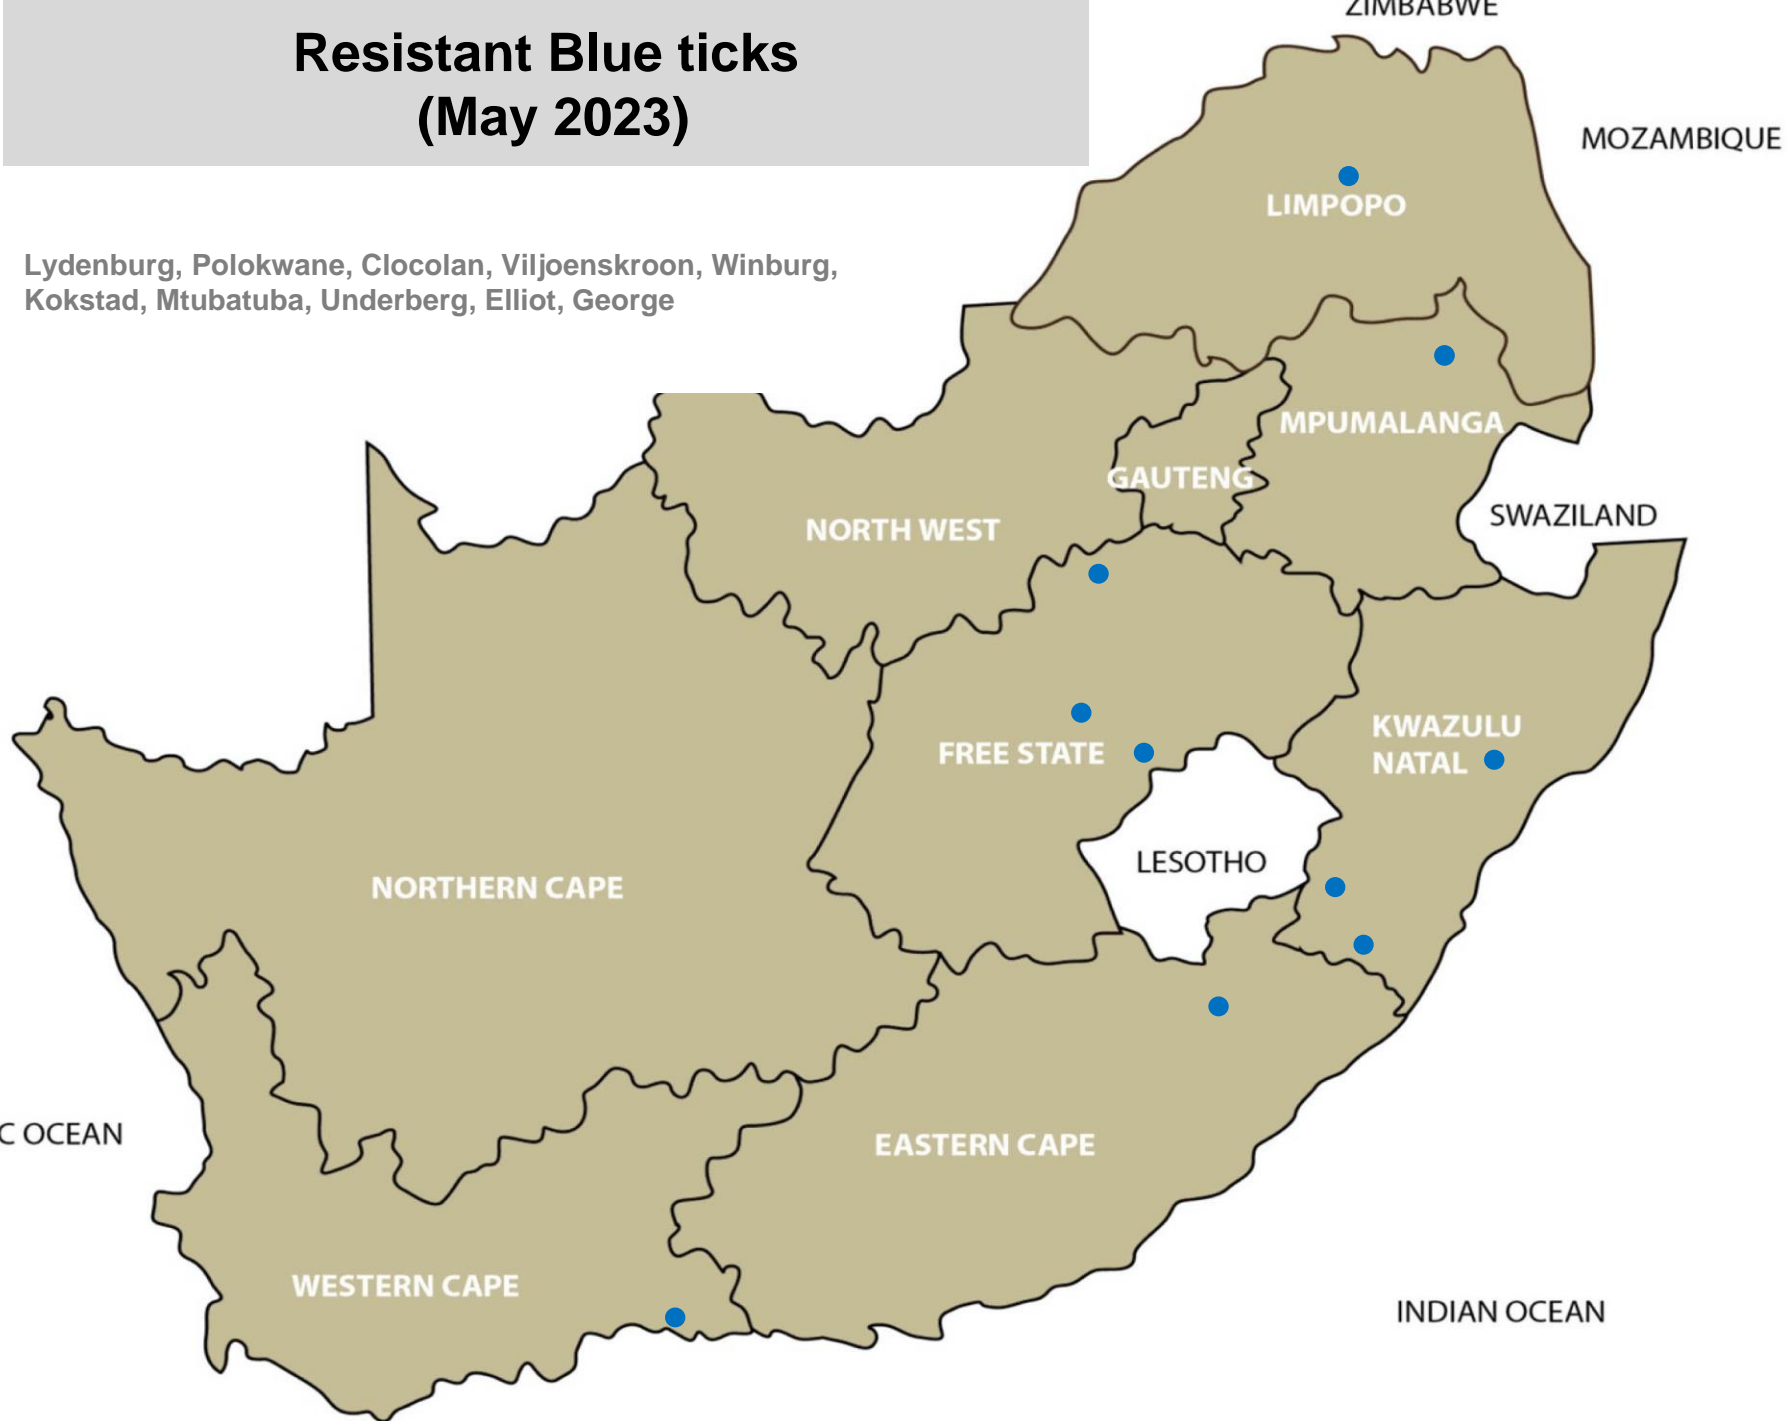 Resistant Blue ticks
(May 2023)
ZIMBABWE
MOZAMBIQUE
LIMPOPO
Lydenburg, Polokwane, Clocolan, Viljoenskroon, Winburg,
Kokstad, Mtubatuba, Underberg, Elliot, George
MPUMALANGA
GAUTENG
SWAZILAND
NORTH WEST
KWAZULU
NATAL
FREE STATE
LESOTHO
NORTHERN CAPE
C OCEAN
EASTERN CAPE
WESTERN CAPE
INDIAN OCEAN